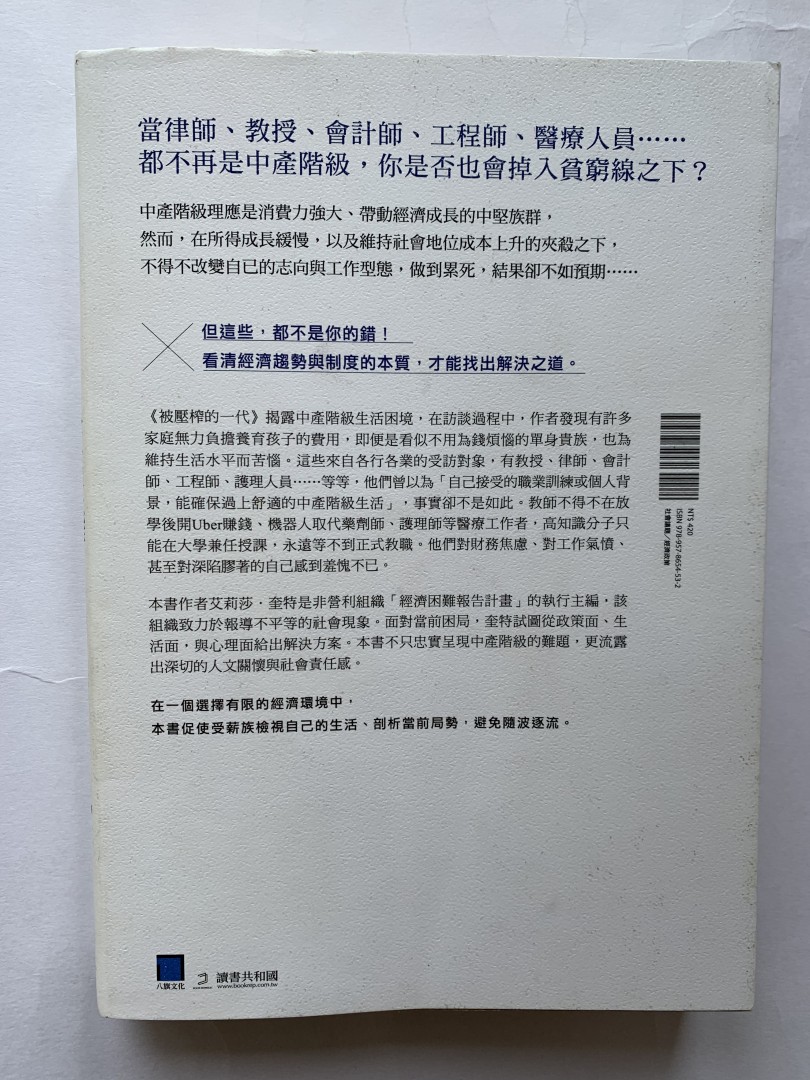 當律師、教授、會計師、工程師、醫療人員⋯⋯
都不再是中產階級，你是否也會掉入貧窮線之下？
中產階級理應是消費力強大、帶動經濟成長的中堅族群，
然而，在所得成長緩慢，以及維持社會地位成本上升的夾殺之下，
不得不改變自已的志向與工作型態，做到累死，結果卻不如預期⋯⋯
但這些，都不是你的錯！
看清經濟趨勢與制度的本質，才能找出解決之道。
《被壓榨的一代》揭露中產階級生活困境，在訪談過程中，作者發現有許多
家庭無力負擔養育孩子的費用，即便是看似不用為錢煩惱的單身貴族，也為
維持生活水平而苦惱。這些來自各行各業的受訪對象，有教授、律師、會計
師、工程師、護理人員⋯⋯等等，他們曾以為「自己接受的職業訓練或個人背
景，能確保過上舒適的中產階級生活」，事實卻不是如此。教師不得不在放
學後開Uber賺錢、機器人取代藥劑師、護理師等醫療工作者，高知識分子只
能在大學兼任授課，永遠等不到正式教職。他們對財務焦慮、對工作氣憤、
甚至對深陷膠著的自己感到羞愧不已。
本書作者艾莉莎．奎特是非營利組織「經濟困難報告計畫」的執行主編，該
組織致力於報導不平等的社會現象。面對當前困局，奎特試圖從政策面、生
活面，與心理面給出解決方案。本書不只忠實呈現中產階級的難題，更流露
出深切的人文關懷與社會責任感。
在一個選擇有限的經濟環境中，
本書促使受薪族檢視自己的生活、剖析當前局勢，避免隨波逐流。
NT$ 420
ISBN 978-957-8654-53-2
社會議題／經濟政策
八旗文化
讀書共和國
www.bookrep.com.tw